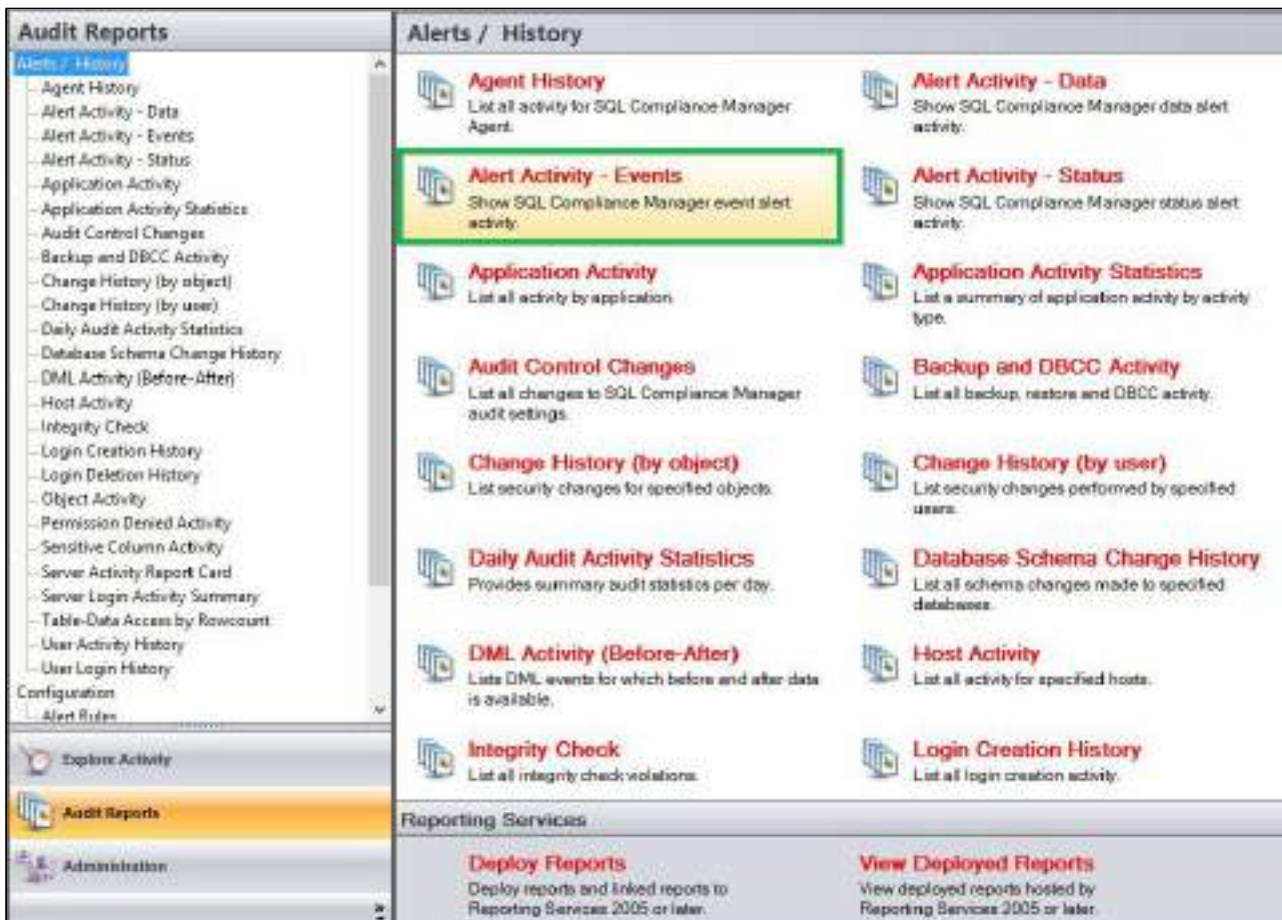 Audit Reports
Alerts / History
Agent History
Alert Activity - Data
Alert Activity - Events
Alert Activity - Status
Application Activity
Application Activity Statistics
Audit Control Changes
Backup and DBCC Activity
Change History (by object)
Change History (by user)
Daily Audit Activity Statistics
Database Schema Change History
DML Activity (Before-After)
Host Activity
Integrity Check
Login Creation History
Login Deletion History
Object Activity
Permission Denied Activity
Sensitive Column Activity
Server Activity Report Card
Server Login Activity Summary
Table-Data Access by Rowcount
User Activity History
User Login History
Configuration
Alert Rules
Explore Activity
Audit Reports
Administration
Alerts / History
Agent History
List all activity for SQL Compliance Manager
Agent.
Alert Activity - Data
Show SQL Compliance Manager data alert
activity.
Alert Activity - Events
Show SQL Compliance Manager event alert
activity.
Alert Activity - Status
Show SQL Compliance Manager status alert
activity.
Application Activity
List all activity by application.
Application Activity Statistics
List a summary of application activity by activity
type.
Audit Control Changes
List all changes to SQL Compliance Manager
audit settings.
Backup and DBCC Activity
List all backup, restore and DBCC activity.
Change History (by object)
List security changes for specified objects.
Change History (by user)
List security changes performed by specified
users.
Daily Audit Activity Statistics
Provides summary audit statistics per day.
Database Schema Change History
List all schema changes made to specified
databases.
DML Activity (Before-After)
Lists DML events for which before and after data
is available.
Host Activity
List all activity for specified hosts.
Integrity Check
List all integrity check violations.
Login Creation History
List all login creation activity.
Reporting Services
Deploy Reports
Deploy reports and linked reports to
Reporting Services 2005 or later.
View Deployed Reports
View deployed reports hosted by
Reporting Services 2005 or later.